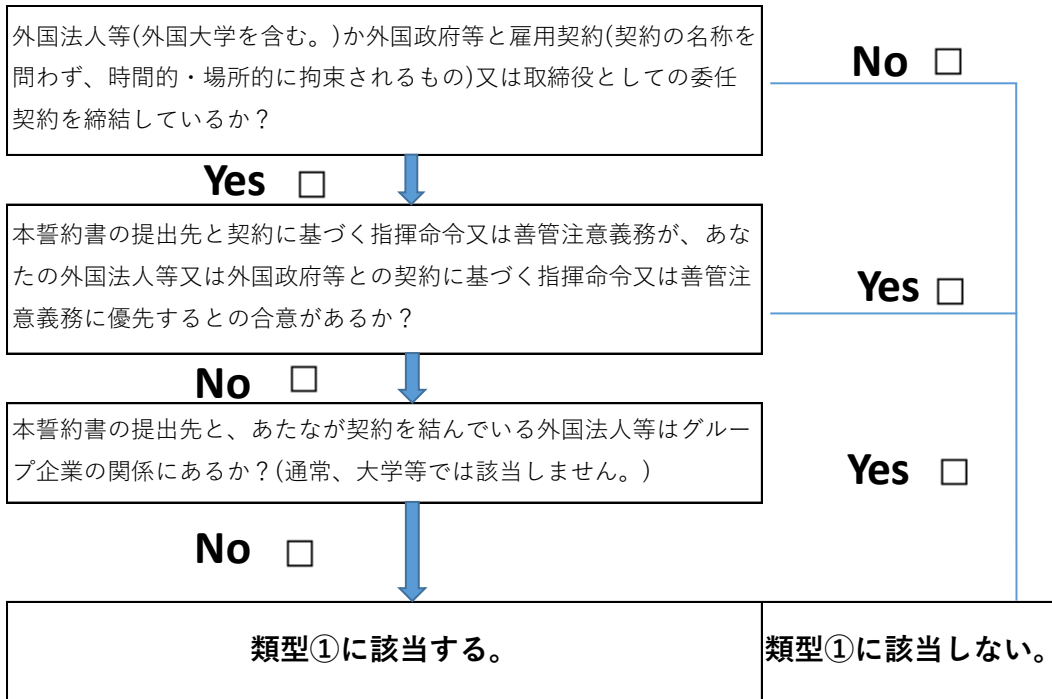 外国法人等(外国大学を含む。)か外国政府等と雇用契約(契約の名称を
問わず、時間的・場所的に拘束されるもの)又は取締役としての委任
契約を締結しているか？
No □
Yes □
本誓約書の提出先と契約に基づく指揮命令又は善管注意義務が、あな
たの外国法人等又は外国政府等との契約に基づく指揮命令又は善管注
意義務に優先するとの合意があるか？
Yes □
No □
本誓約書の提出先と、あたなが契約を結んでいる外国法人等はグルー
プ企業の関係にあるか？(通常、大学等では該当しません。)
Yes □
No □
類型①に該当する。
類型①に該当しない。